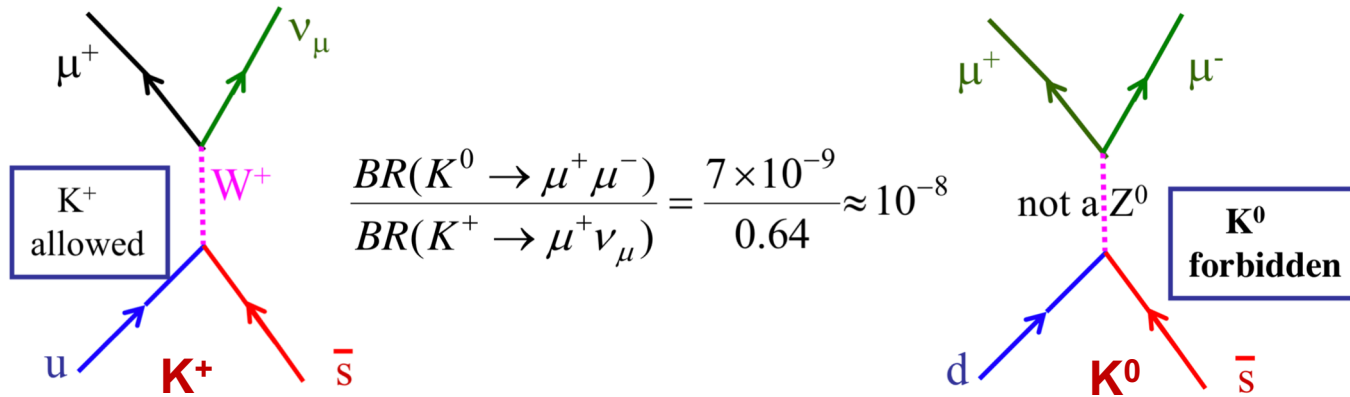 μ⁺
ν_μ
K⁺
allowed
W⁺
u
K⁺
s̅
BR(K⁰ → μ⁺μ⁻) / BR(K⁺ → μ⁺ν_μ) = 7×10⁻⁹ / 0.64 ≈ 10⁻⁸
μ⁺
μ⁻
not a Z⁰
K⁰
forbidden
d
K⁰
s̅